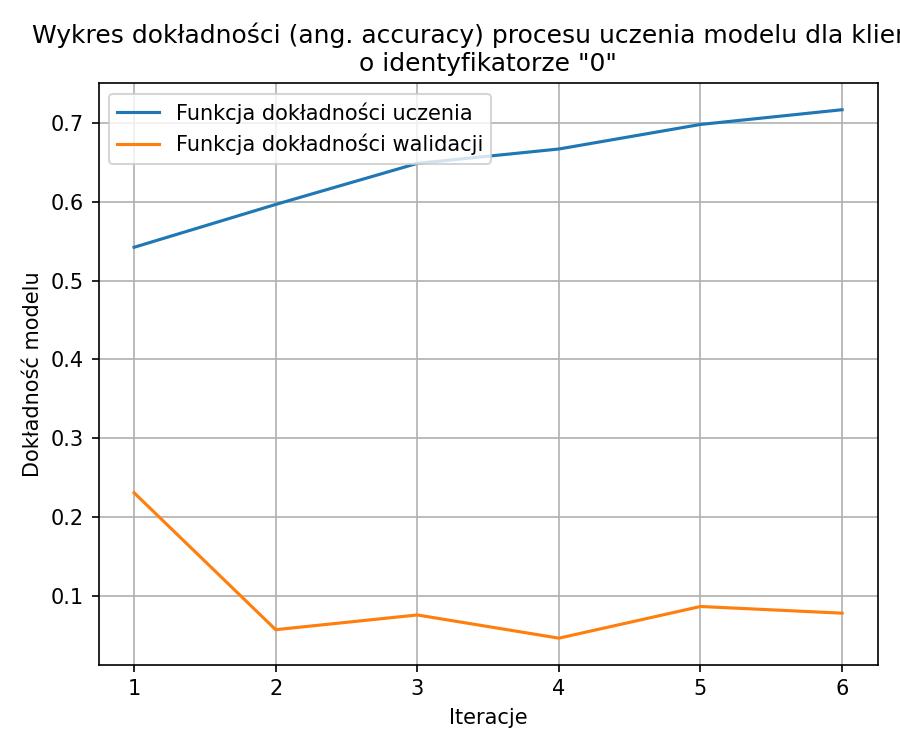 Wykres dokładności (ang. accuracy) procesu uczenia modelu dla
o identyfikatorze "0"
Funkcja dokładności uczenia
Funkcja dokładności walidacji
Dokładność modelu
0.7
0.6
0.5
0.4
0.3
0.2
0.1
1 2 3 4 5 6
Iteracje